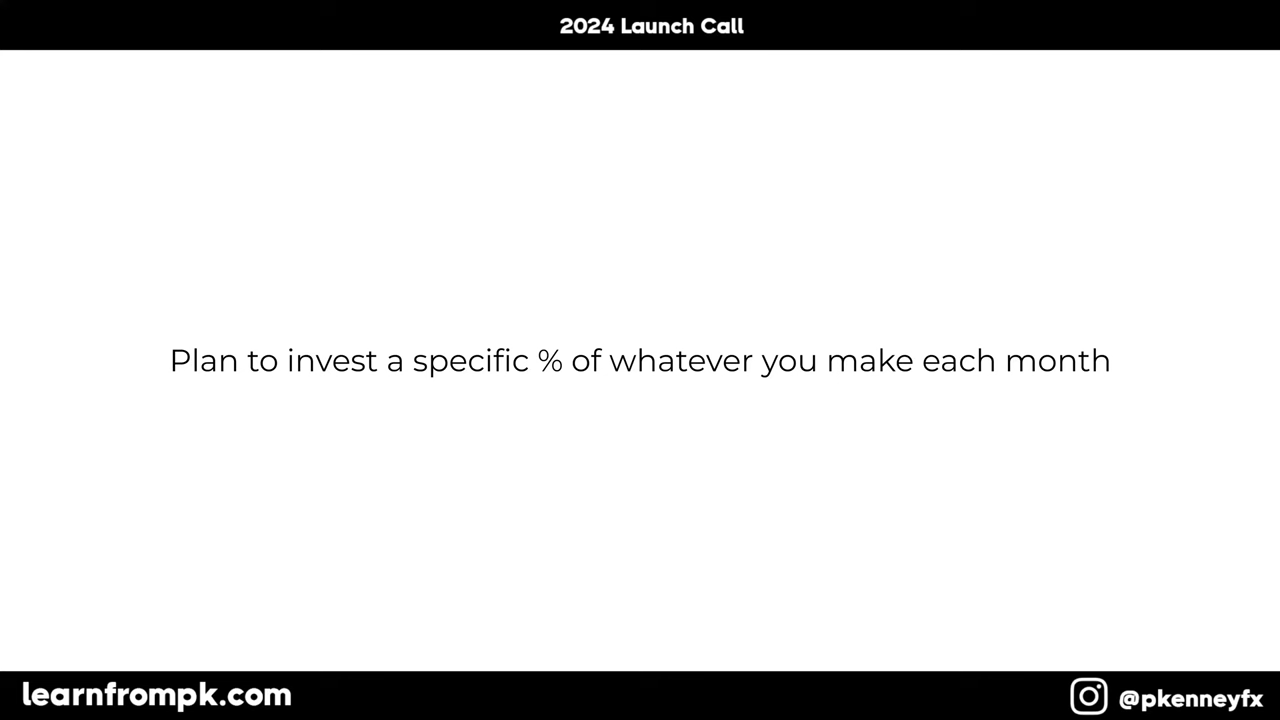 2024 Launch Call
Plan to invest a specific % of whatever you make each month
learnfrompk.com
@pkenneyfx